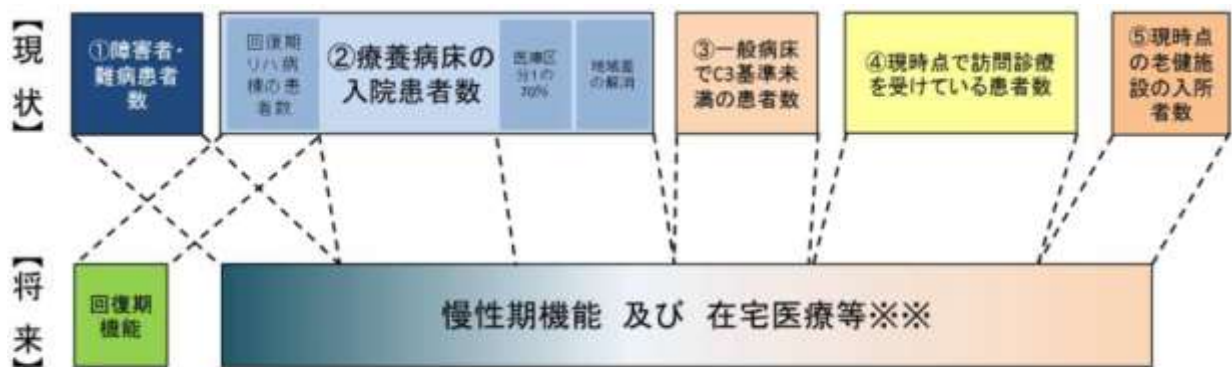 【現状】
①障害者・
難病患者
数
回復期
リハ病
棟の患
者数
②療養病床の
入院患者数
医療区
分1の
70%
地域差
の解消
③一般病床
でC3基準未
満の患者数
④現時点で訪問診療
を受けている患者数
⑤現時点
の老健施
設の入所
者数
【将来】
回復期
機能
慢性期機能 及び 在宅医療等※※